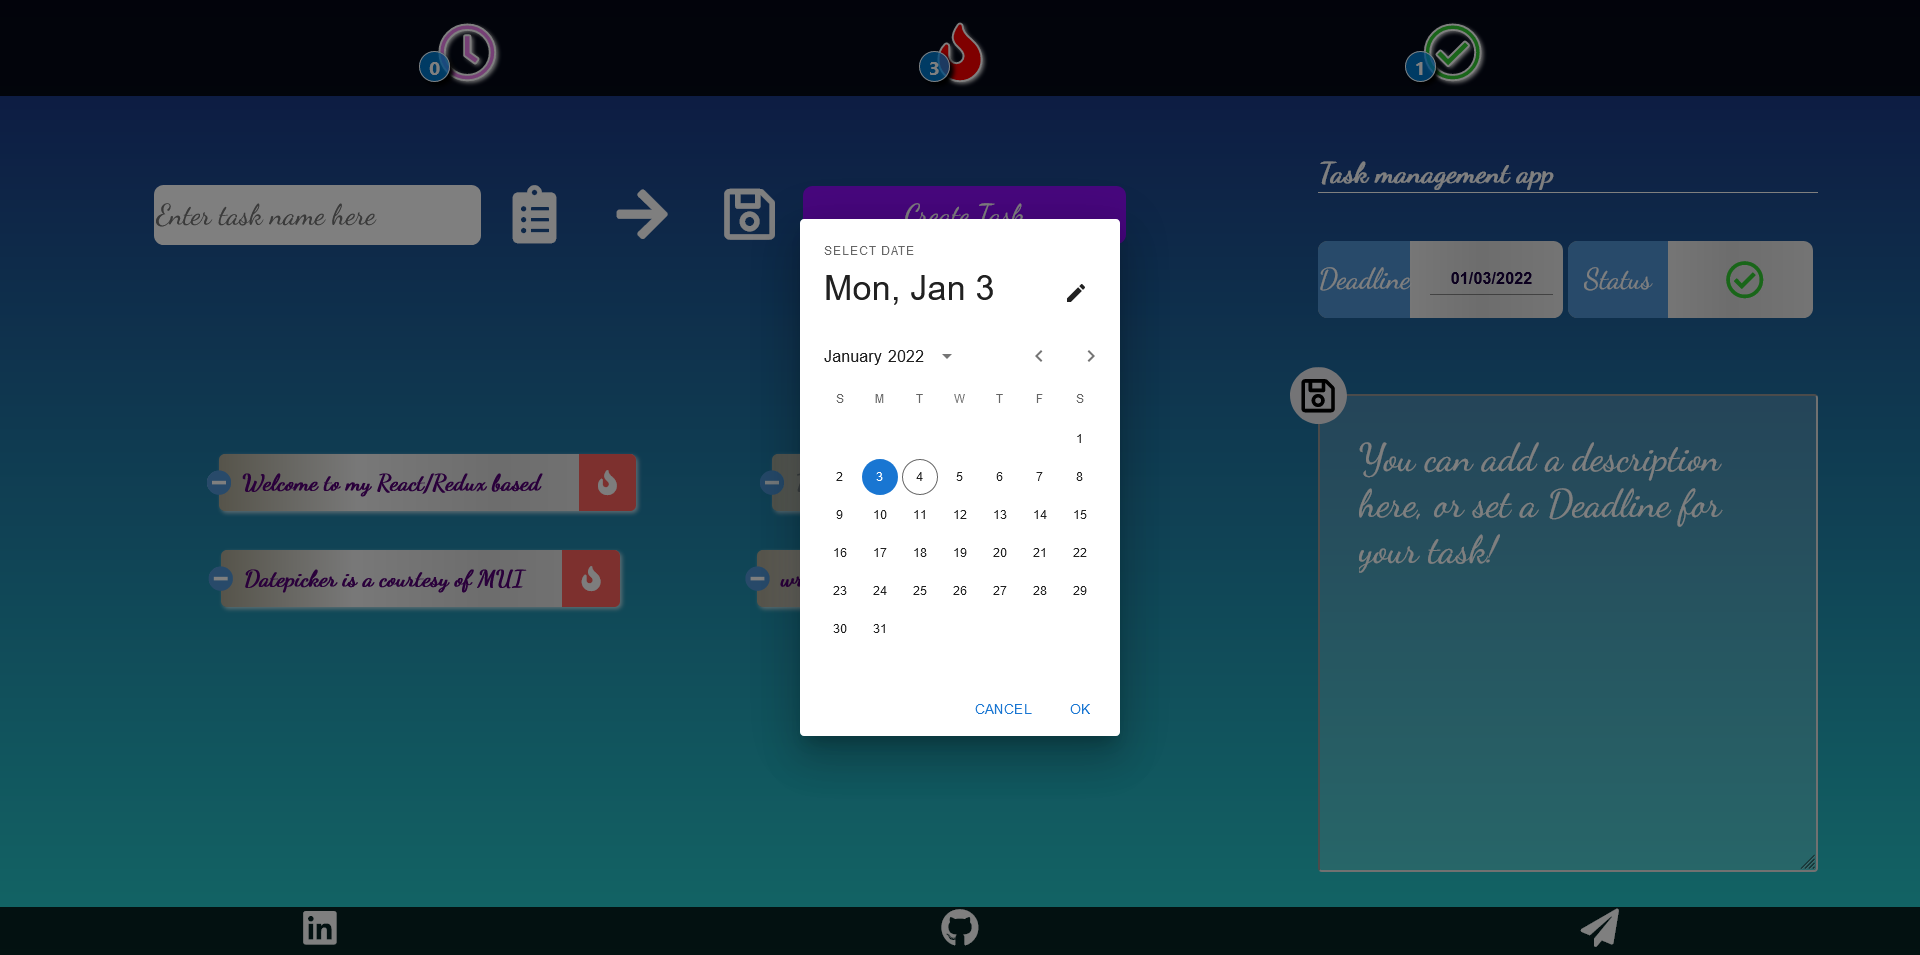 0
3
1
Enter task name here
Create Task
Task management app
Deadline
01/03/2022
Status
You can add a description
here, or set a Deadline for
your task!
Welcome to my React/Redux based
Datepicker is a courtesy of MUI
SELECT DATE
Mon, Jan 3
January 2022
S M T W T F S
1
2 3 4 5 6 7 8
9 10 11 12 13 14 15
16 17 18 19 20 21 22
23 24 25 26 27 28 29
30 31
CANCEL OK
in